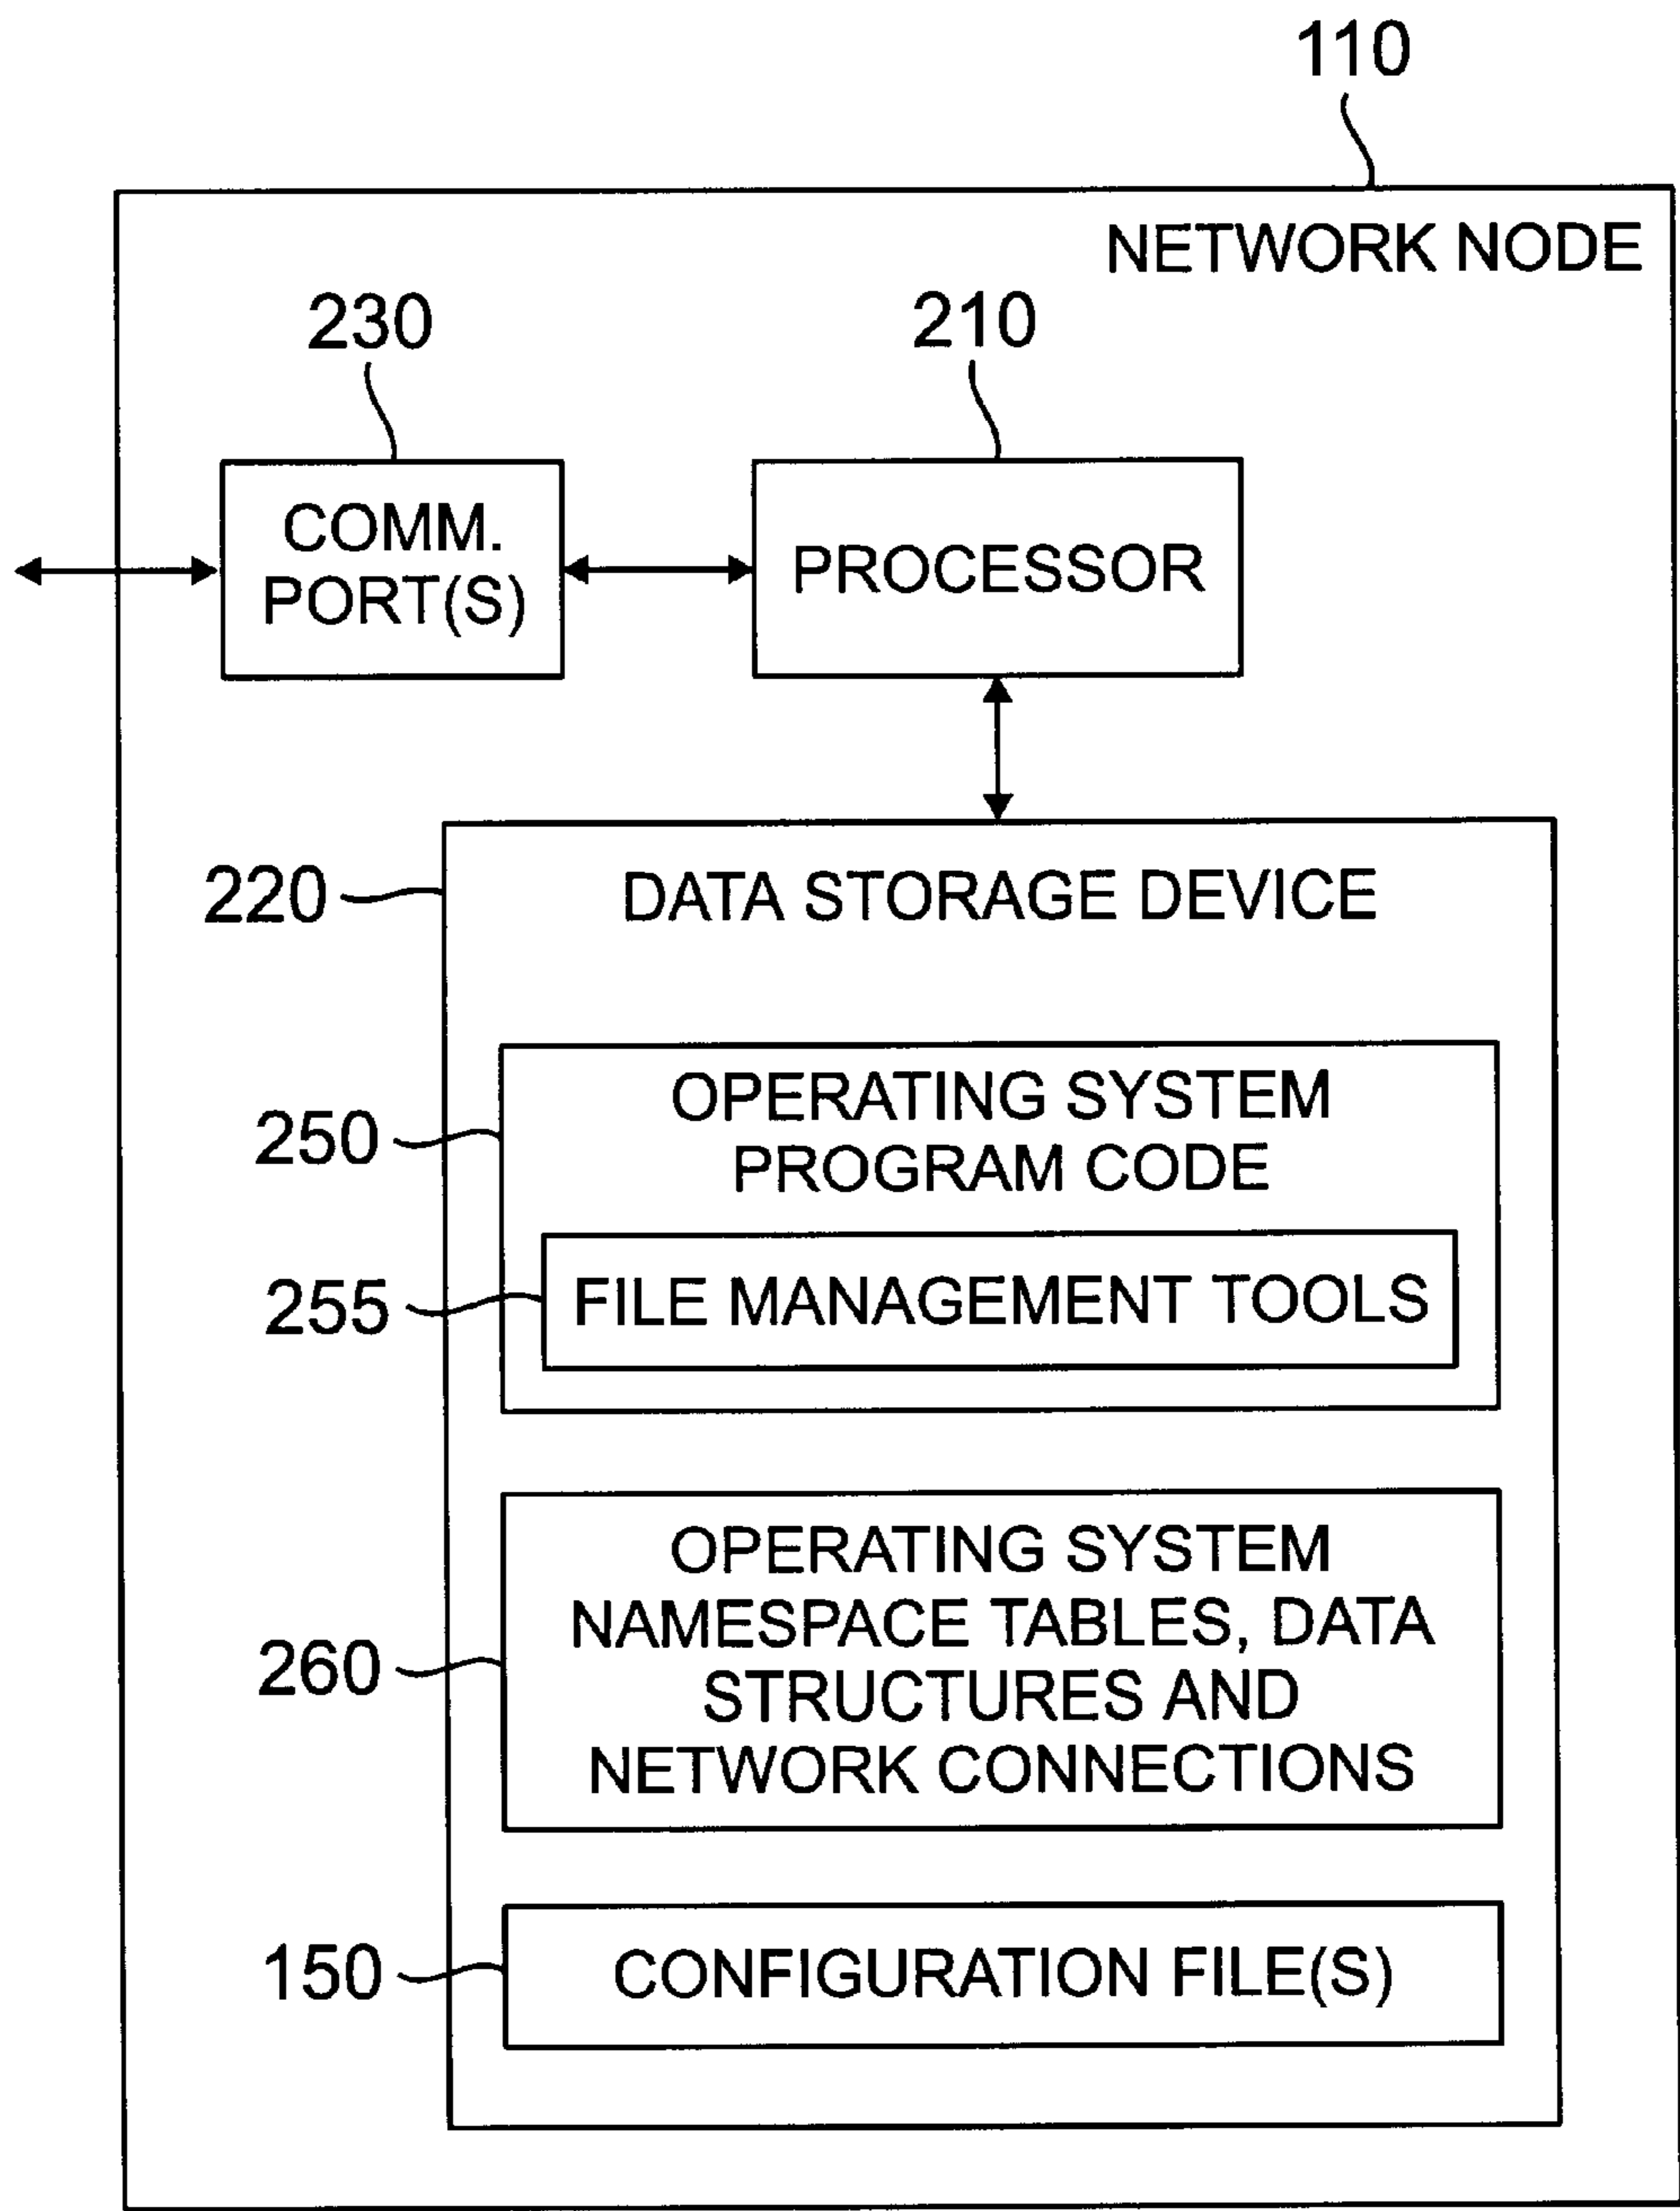 110
NETWORK NODE
230
210
COMM.
PORT(S)
PROCESSOR
220
DATA STORAGE DEVICE
250
OPERATING SYSTEM
PROGRAM CODE
255
FILE MANAGEMENT TOOLS
260
OPERATING SYSTEM
NAMESPACE TABLES, DATA
STRUCTURES AND
NETWORK CONNECTIONS
150
CONFIGURATION FILE(S)